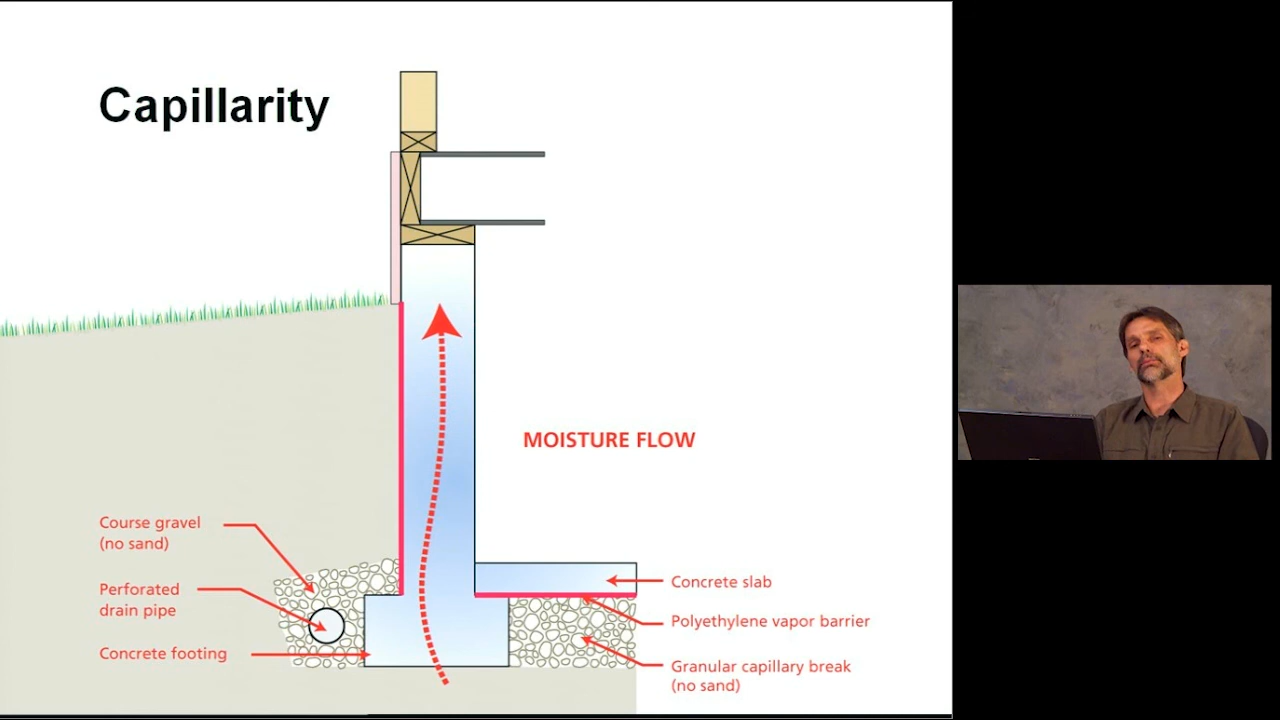 Capillarity
MOISTURE FLOW
Course gravel
(no sand)
Perforated
drain pipe
Concrete footing
Concrete slab
Polyethylene vapor barrier
Granular capillary break
(no sand)